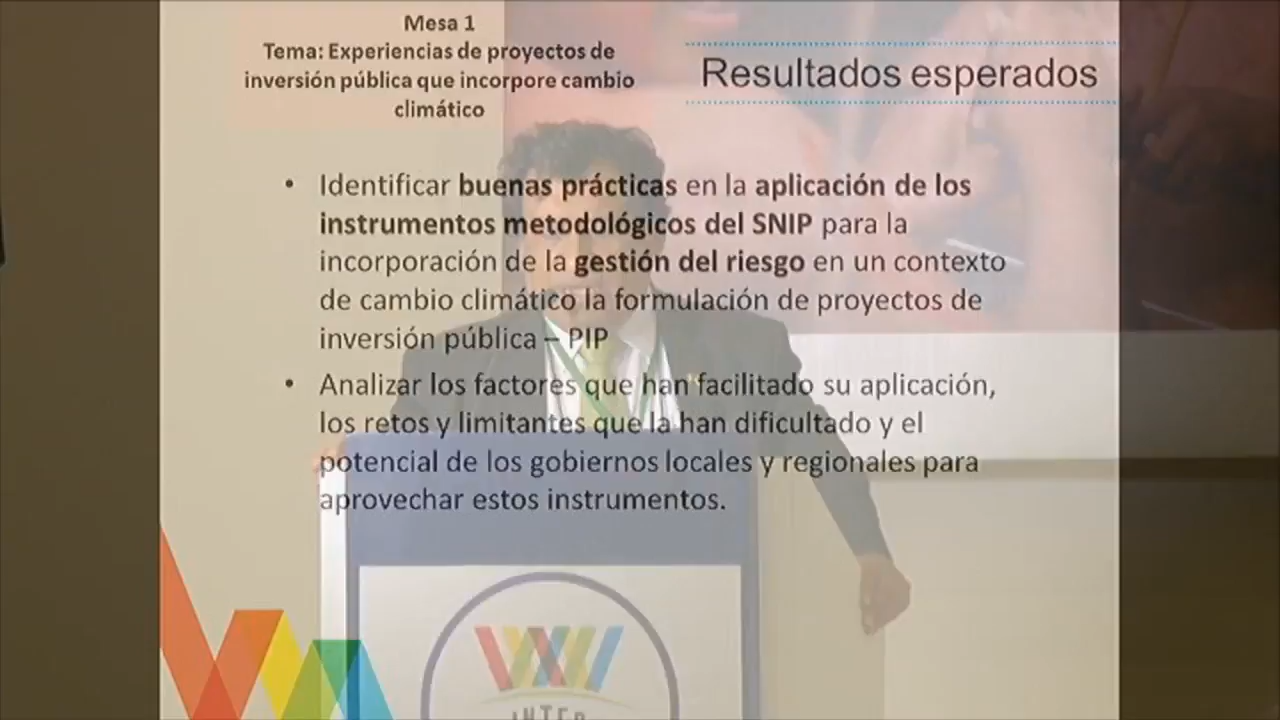 Mesa 1
Tema: Experiencias de proyectos de
inversión pública que incorpore cambio
climático
Resultados esperados
• Identificar buenas prácticas en la aplicación de los
instrumentos metodológicos del SNIP para la
incorporación de la gestión del riesgo en un contexto
de cambio climático la formulación de proyectos de
inversión pública – PIP
• Analizar los factores que han facilitado su aplicación,
los retos y limitantes que la han dificultado y el
potencial de los gobiernos locales y regionales para
aprovechar estos instrumentos.
INTER